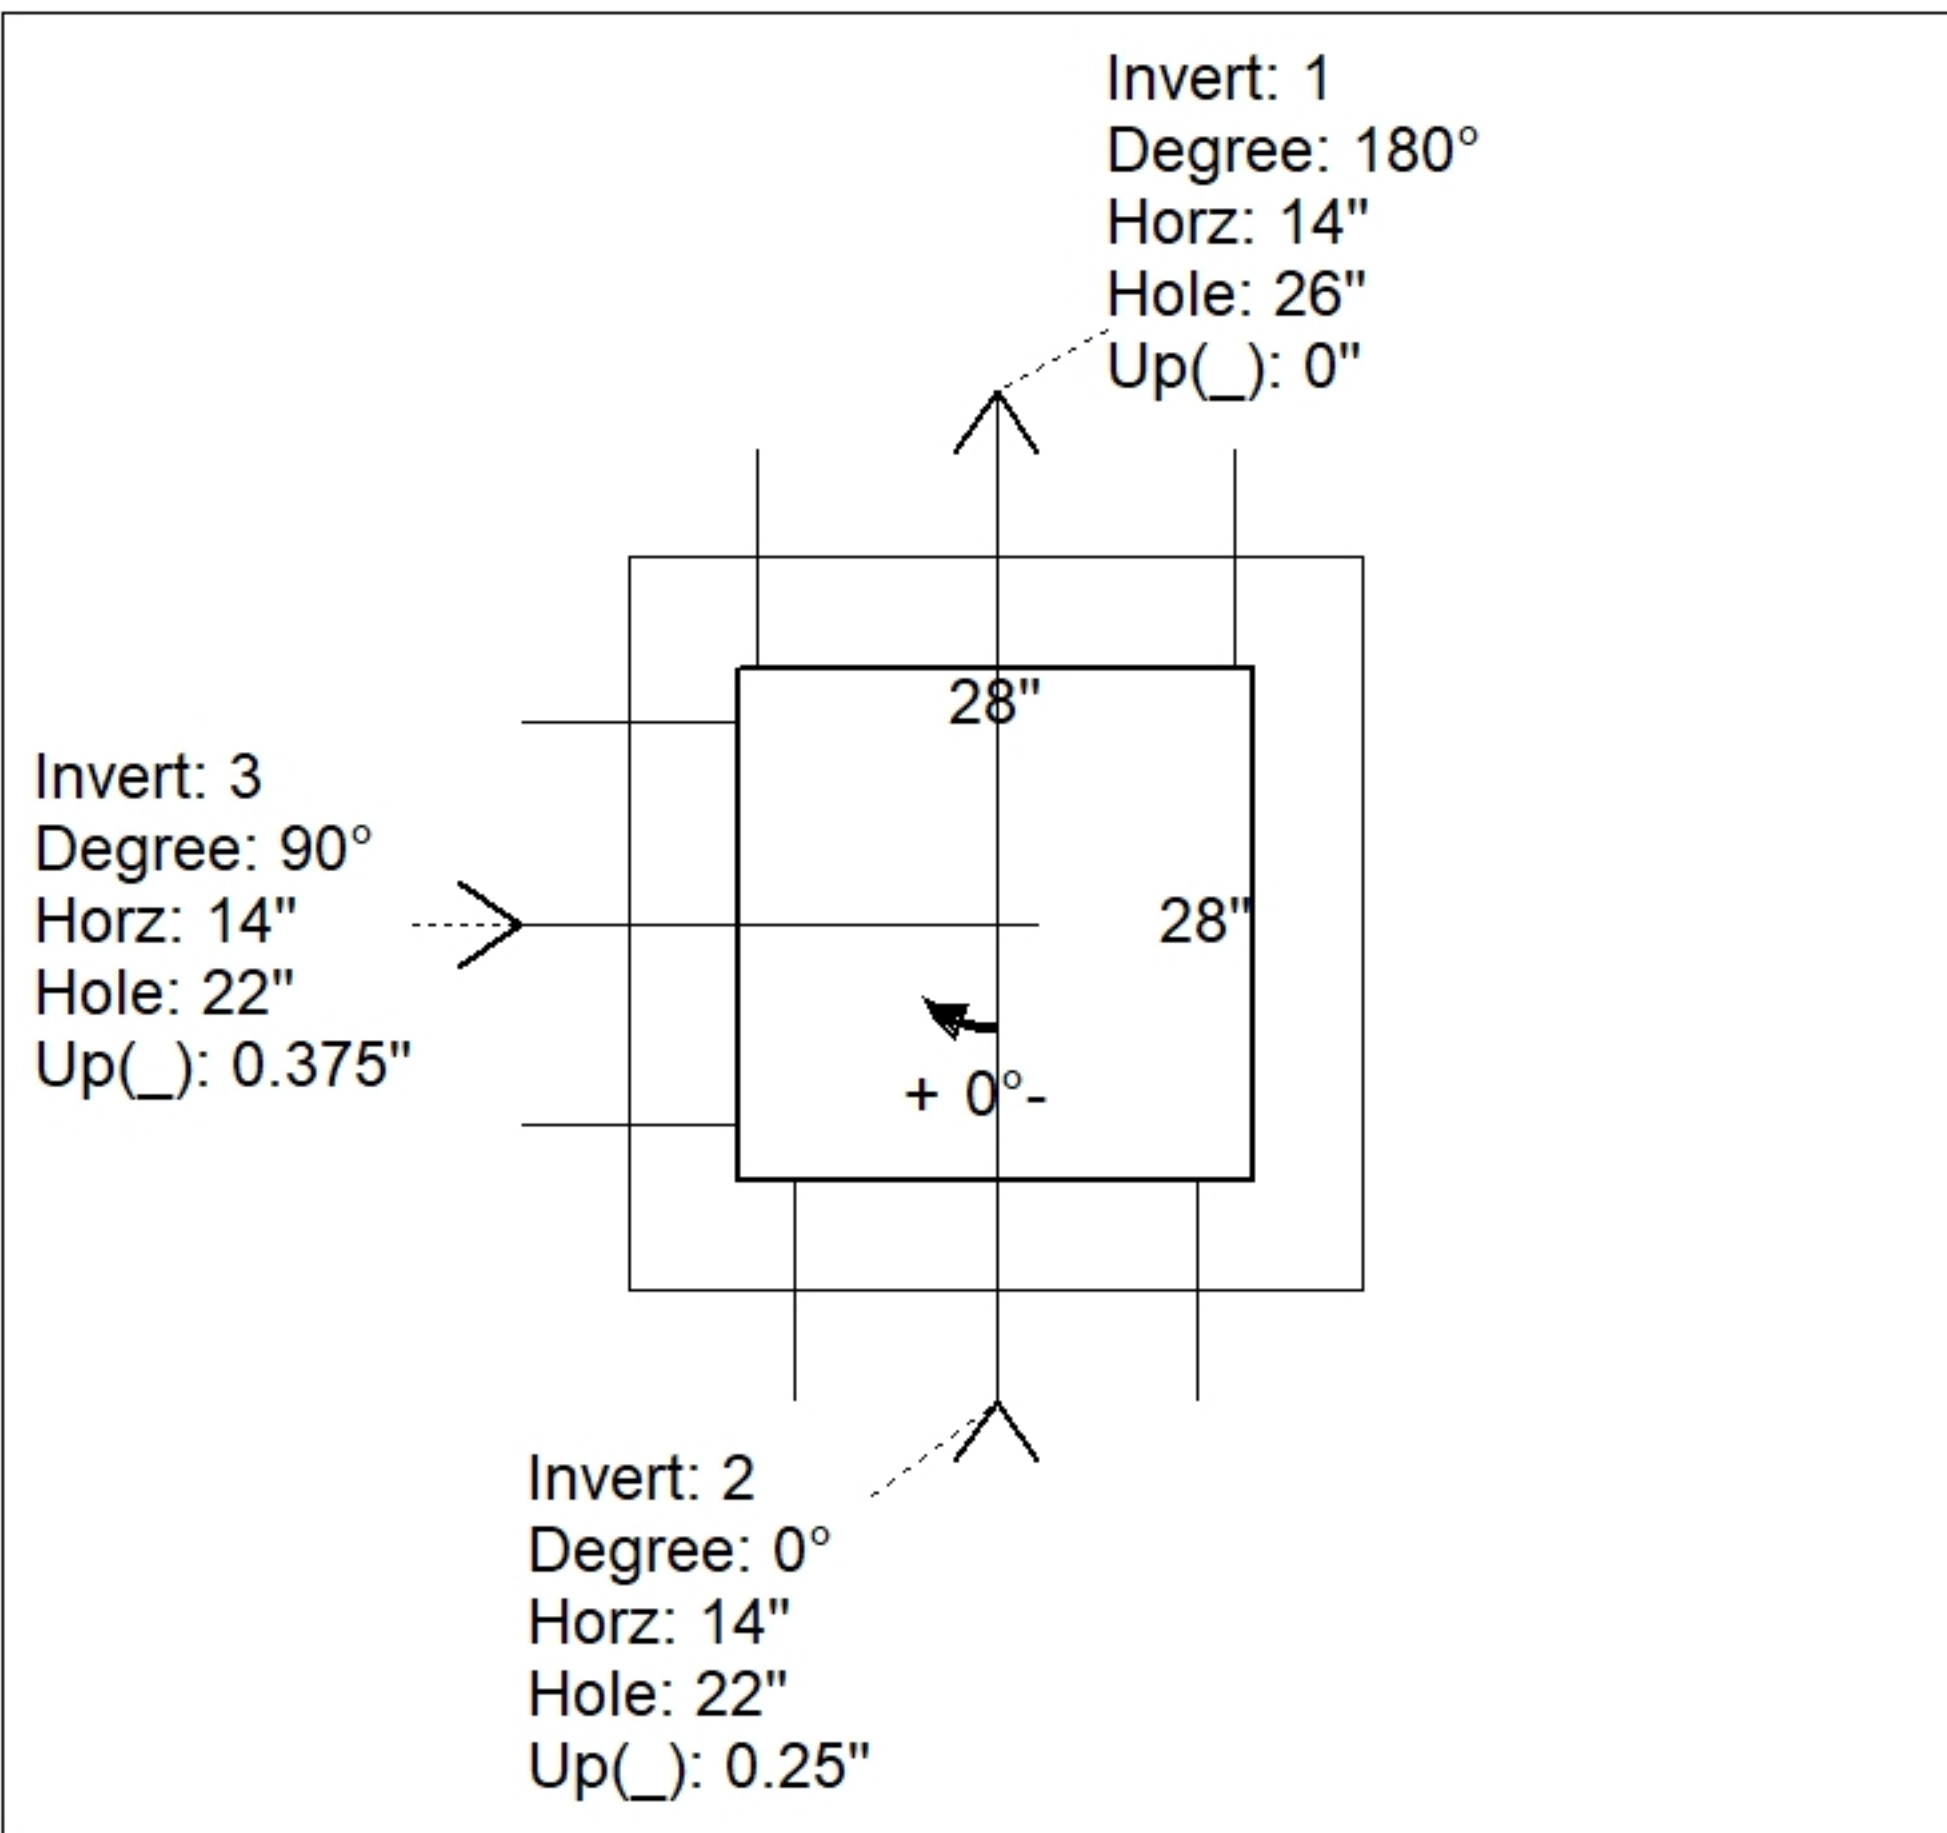 Invert: 1
Degree: 180°
Horz: 14"
Hole: 26"
Up(_): 0"
28"
Invert: 3
Degree: 90°
Horz: 14"
Hole: 22"
Up(_): 0.375"
28"
+ 0°-
Invert: 2
Degree: 0°
Horz: 14"
Hole: 22"
Up(_): 0.25"